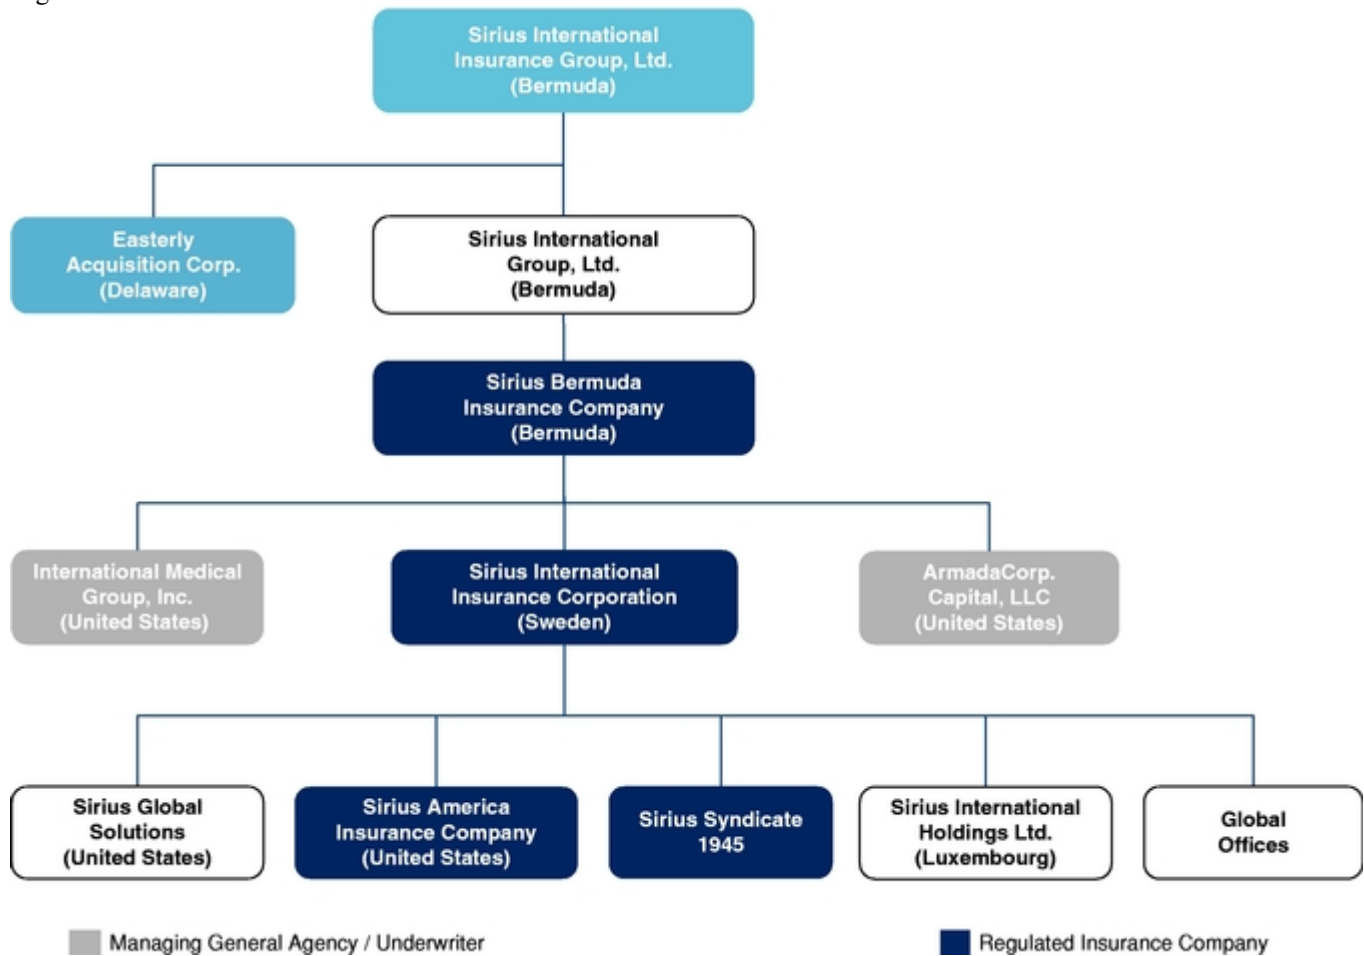 Sirius International
Insurance Group, Ltd.
(Bermuda)
Easterly
Acquisition Corp.
(Delaware)
Sirius International
Group, Ltd.
(Bermuda)
Sirius Bermuda
Insurance Company
(Bermuda)
International Medical
Group, Inc.
(United States)
Sirius International
Insurance Corporation
(Sweden)
ArmadaCorp.
Capital, LLC
(United States)
Sirius Global
Solutions
(United States)
Sirius America
Insurance Company
(United States)
Sirius Syndicate
1945
Sirius International
Holdings Ltd.
(Luxembourg)
Global
Offices
Managing General Agency / Underwriter
Regulated Insurance Company